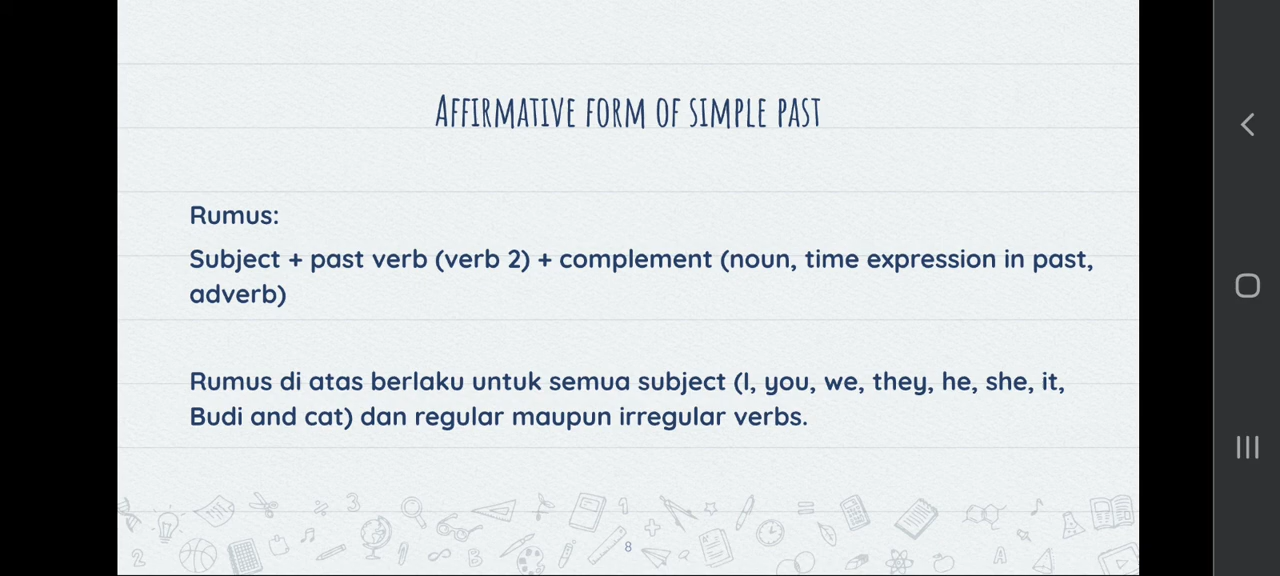 Affirmative form of simple past
Rumus:
Subject + past verb (verb 2) + complement (noun, time expression in past,
adverb)
Rumus di atas berlaku untuk semua subject (I, you, we, they, he, she, it,
Budi and cat) dan regular maupun irregular verbs.
8